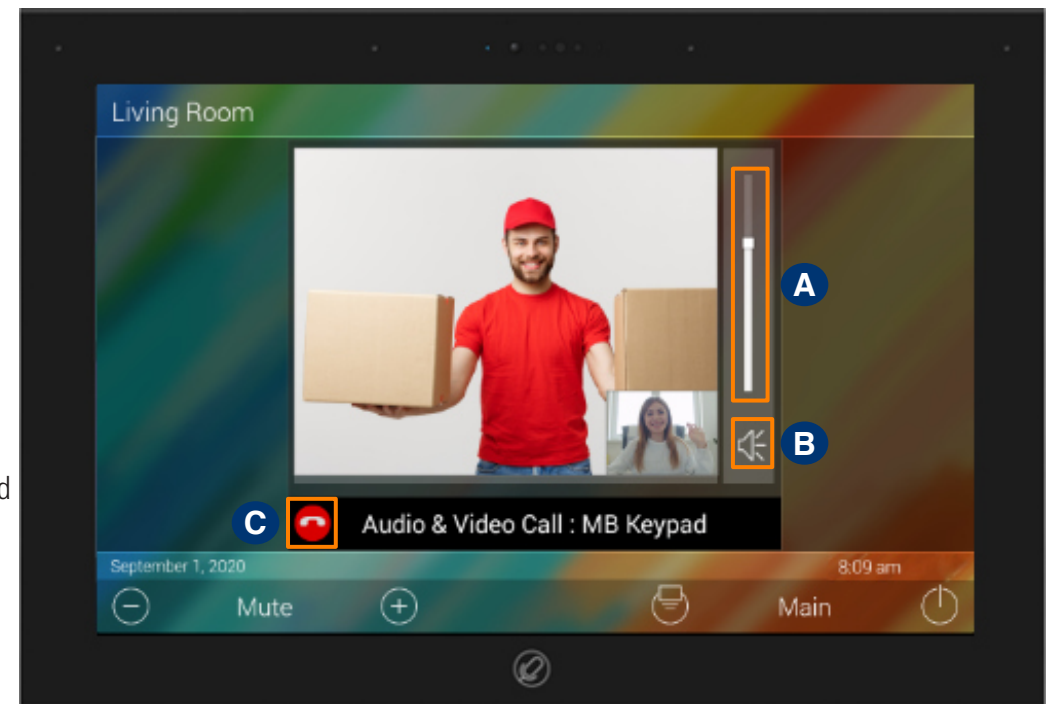 Living Room
A
B
d
C
Audio & Video Call : MB Keypad
September 1, 2020
8:09 am
Mute
Main